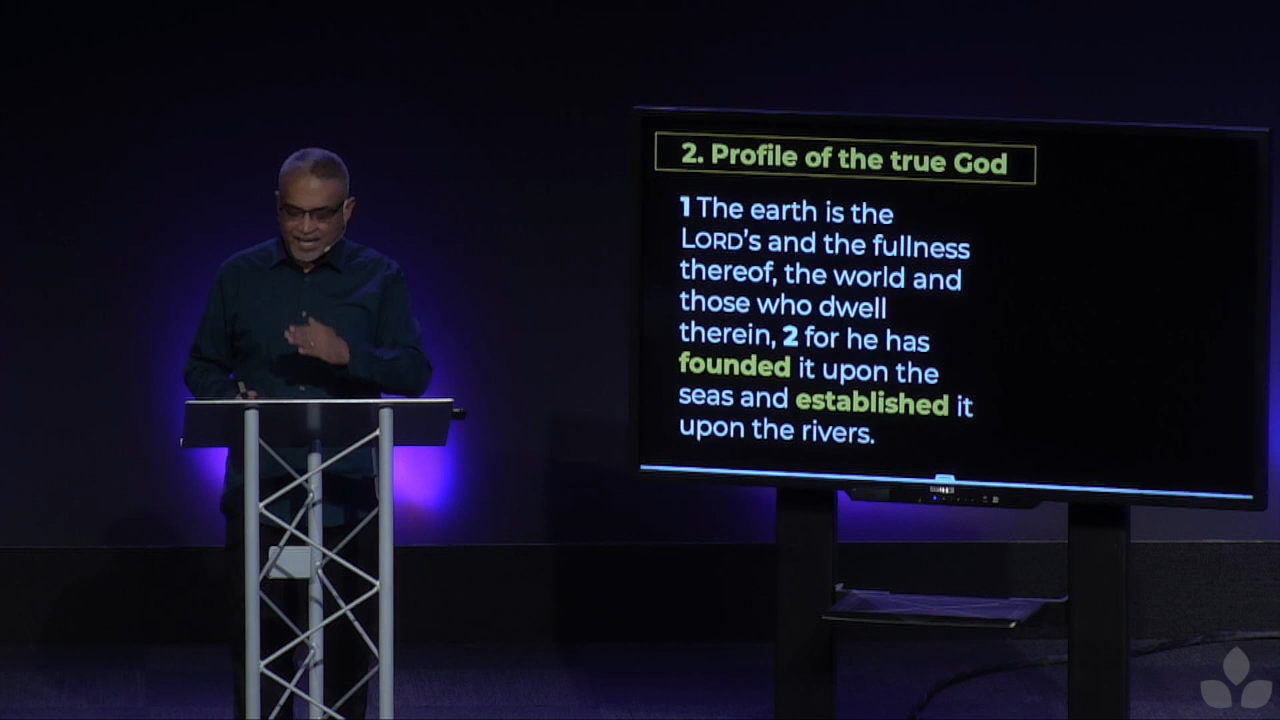 2. Profile of the true God
1 The earth is the
LORD's and the fullness
thereof, the world and
those who dwell
therein, 2 for he has
founded it upon the
seas and established it
upon the rivers.